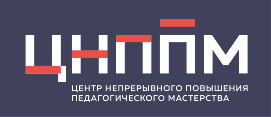 ЦНППМ
ЦЕНТР НЕПРЕРЫВНОГО ПОВЫШЕНИЯ
ПЕДАГОГИЧЕСКОГО МАСТЕРСТВА